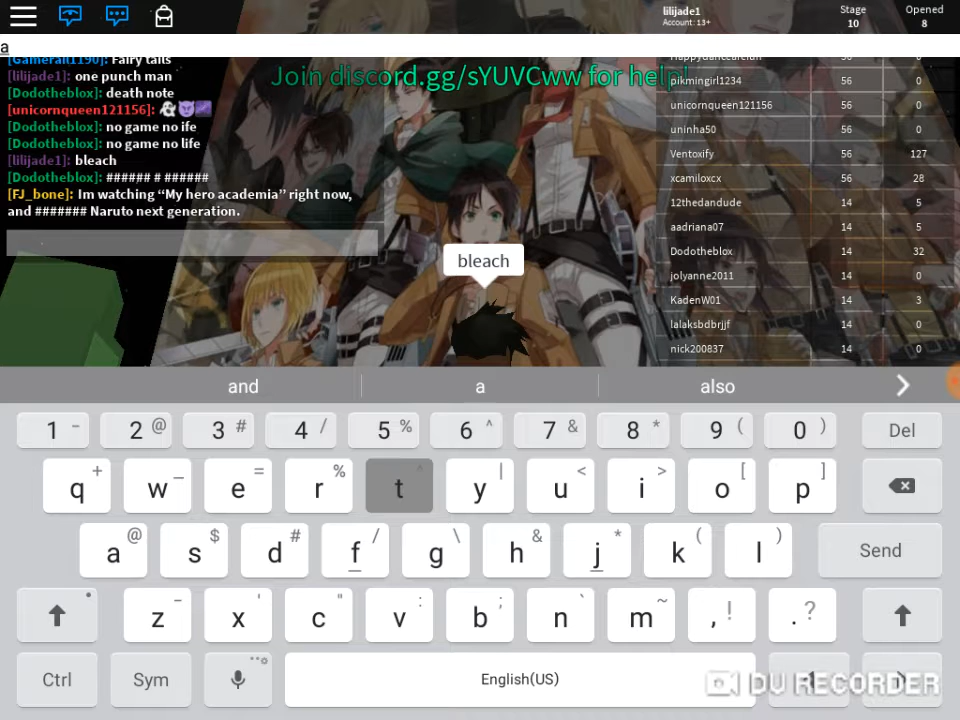 lilijade1
Account: 13+
Stage
10
Opened
8
a
[Gamerall1190]: Fairy tails
[lilijade1]: one punch man
[Dodotheblox]: death note
[unicornqueen121156]: 👻😈
[Dodotheblox]: no game no ife
[Dodotheblox]: no game no life
[lilijade1]: bleach
[Dodotheblox]: ###### # ######
[FJ_bone]: Im watching “My hero academia” right now,
and ####### Naruto next generation.
Join discord.gg/sYUVCww for help!
bleach
pikmingirl1234 56 0
unicornqueen121156 56 0
uninha50 56 0
Ventoxify 56 127
xcamiloxcx 56 28
12thedandude 14 5
aadriana07 14 5
Dodotheblox 14 32
jolyanne2011 14 0
KadenW01 14 3
lalaksbdbrjjf 14 0
nick200837 14 0
and a also
1 - 2 @ 3 # 4 / 5 % 6 ^ 7 & 8 * 9 ( 0 ) Del
q + w _ e = r % t ^ y | u < i > o [ p ]
a @ s $ d # f / g \ h & j * k ( l ) Send
z - x ' c " v : b ; n ` m ~ , ! . ?
Ctrl Sym English(US)
DU RECORDER